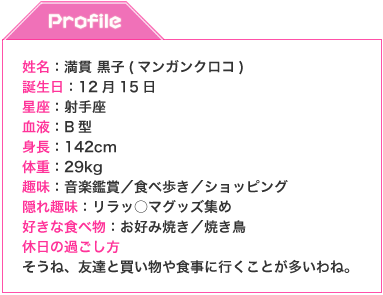 Profile
姓名：満貫 黒子 ( マンガンクロコ )
誕生日：12 月 15 日
星座：射手座
血液：B 型
身長：142cm
体重：29kg
趣味：音楽鑑賞／食べ歩き／ショッピング
隠れ趣味：リラッ○マグッズ集め
好きな食べ物：お好み焼き／焼き鳥
休日の過ごし方
そうね、友達と買い物や食事に行くことが多いわね。